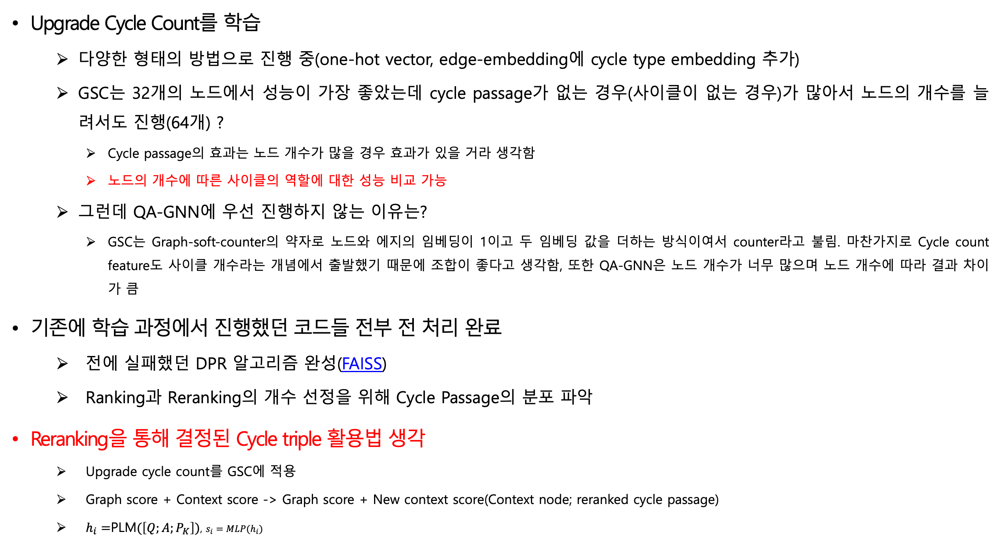 • Upgrade Cycle Count를 학습
➢ 다양한 형태의 방법으로 진행 중(one-hot vector, edge-embedding에 cycle type embedding 추가)
➢ GSC는 32개의 노드에서 성능이 가장 좋았는데 cycle passage가 없는 경우(사이클이 없는 경우)가 많아서 노드의 개수를 늘
려서도 진행(64개) ?
➢ Cycle passage의 효과는 노드 개수가 많을 경우 효과가 있을 거라 생각함
➢ 노드의 개수에 따른 사이클의 역할에 대한 성능 비교 가능
➢ 그런데 QA-GNN에 우선 진행하지 않는 이유는?
➢ GSC는 Graph-soft-counter의 약자로 노드와 에지의 임베딩이 1이고 두 임베딩 값을 더하는 방식이여서 counter라고 불림. 마찬가지로 Cycle count
feature도 사이클 개수라는 개념에서 출발했기 때문에 조합이 좋다고 생각함, 또한 QA-GNN은 노드 개수가 너무 많으며 노드 개수에 따라 결과 차이
가 큼
• 기존에 학습 과정에서 진행했던 코드들 전부 전 처리 완료
➢ 전에 실패했던 DPR 알고리즘 완성(FAISS)
➢ Ranking과 Reranking의 개수 선정을 위해 Cycle Passage의 분포 파악
• Reranking을 통해 결정된 Cycle triple 활용법 생각
➢ Upgrade cycle count를 GSC에 적용
➢ Graph score + Context score -> Graph score + New context score(Context node; reranked cycle passage)
➢ h_i =PLM([Q; A; P_K]), s_i = MLP(h_i)